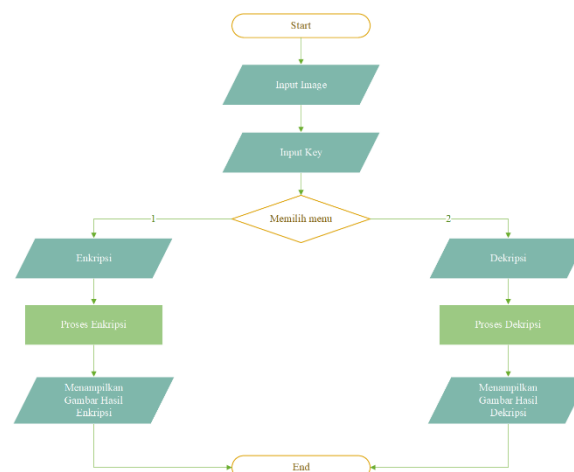 Start
Input Image
Input Key
Memilih menu
1
2
Enkripsi
Dekripsi
Proses Enkripsi
Proses Dekripsi
Menampilkan
Gambar Hasil
Enkripsi
Menampilkan
Gambar Hasil
Dekripsi
End